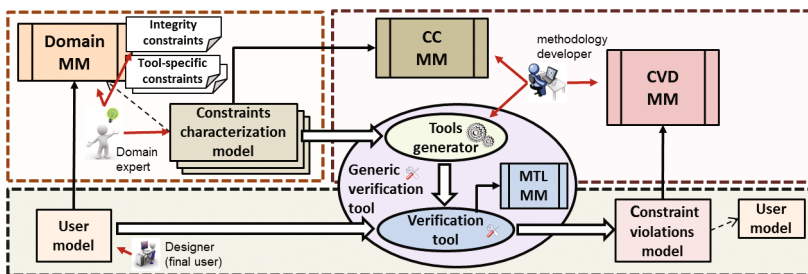 Domain
MM
Integrity
constraints
Tool-specific
constraints
Constraints
characterization
model
Domain
expert
CC
MM
methodology
developer
CVD
MM
Tools
generator
Generic
verification
tool
MTL
MM
Verification
tool
User
model
Designer
(final user)
Constraint
violations
model
User
model